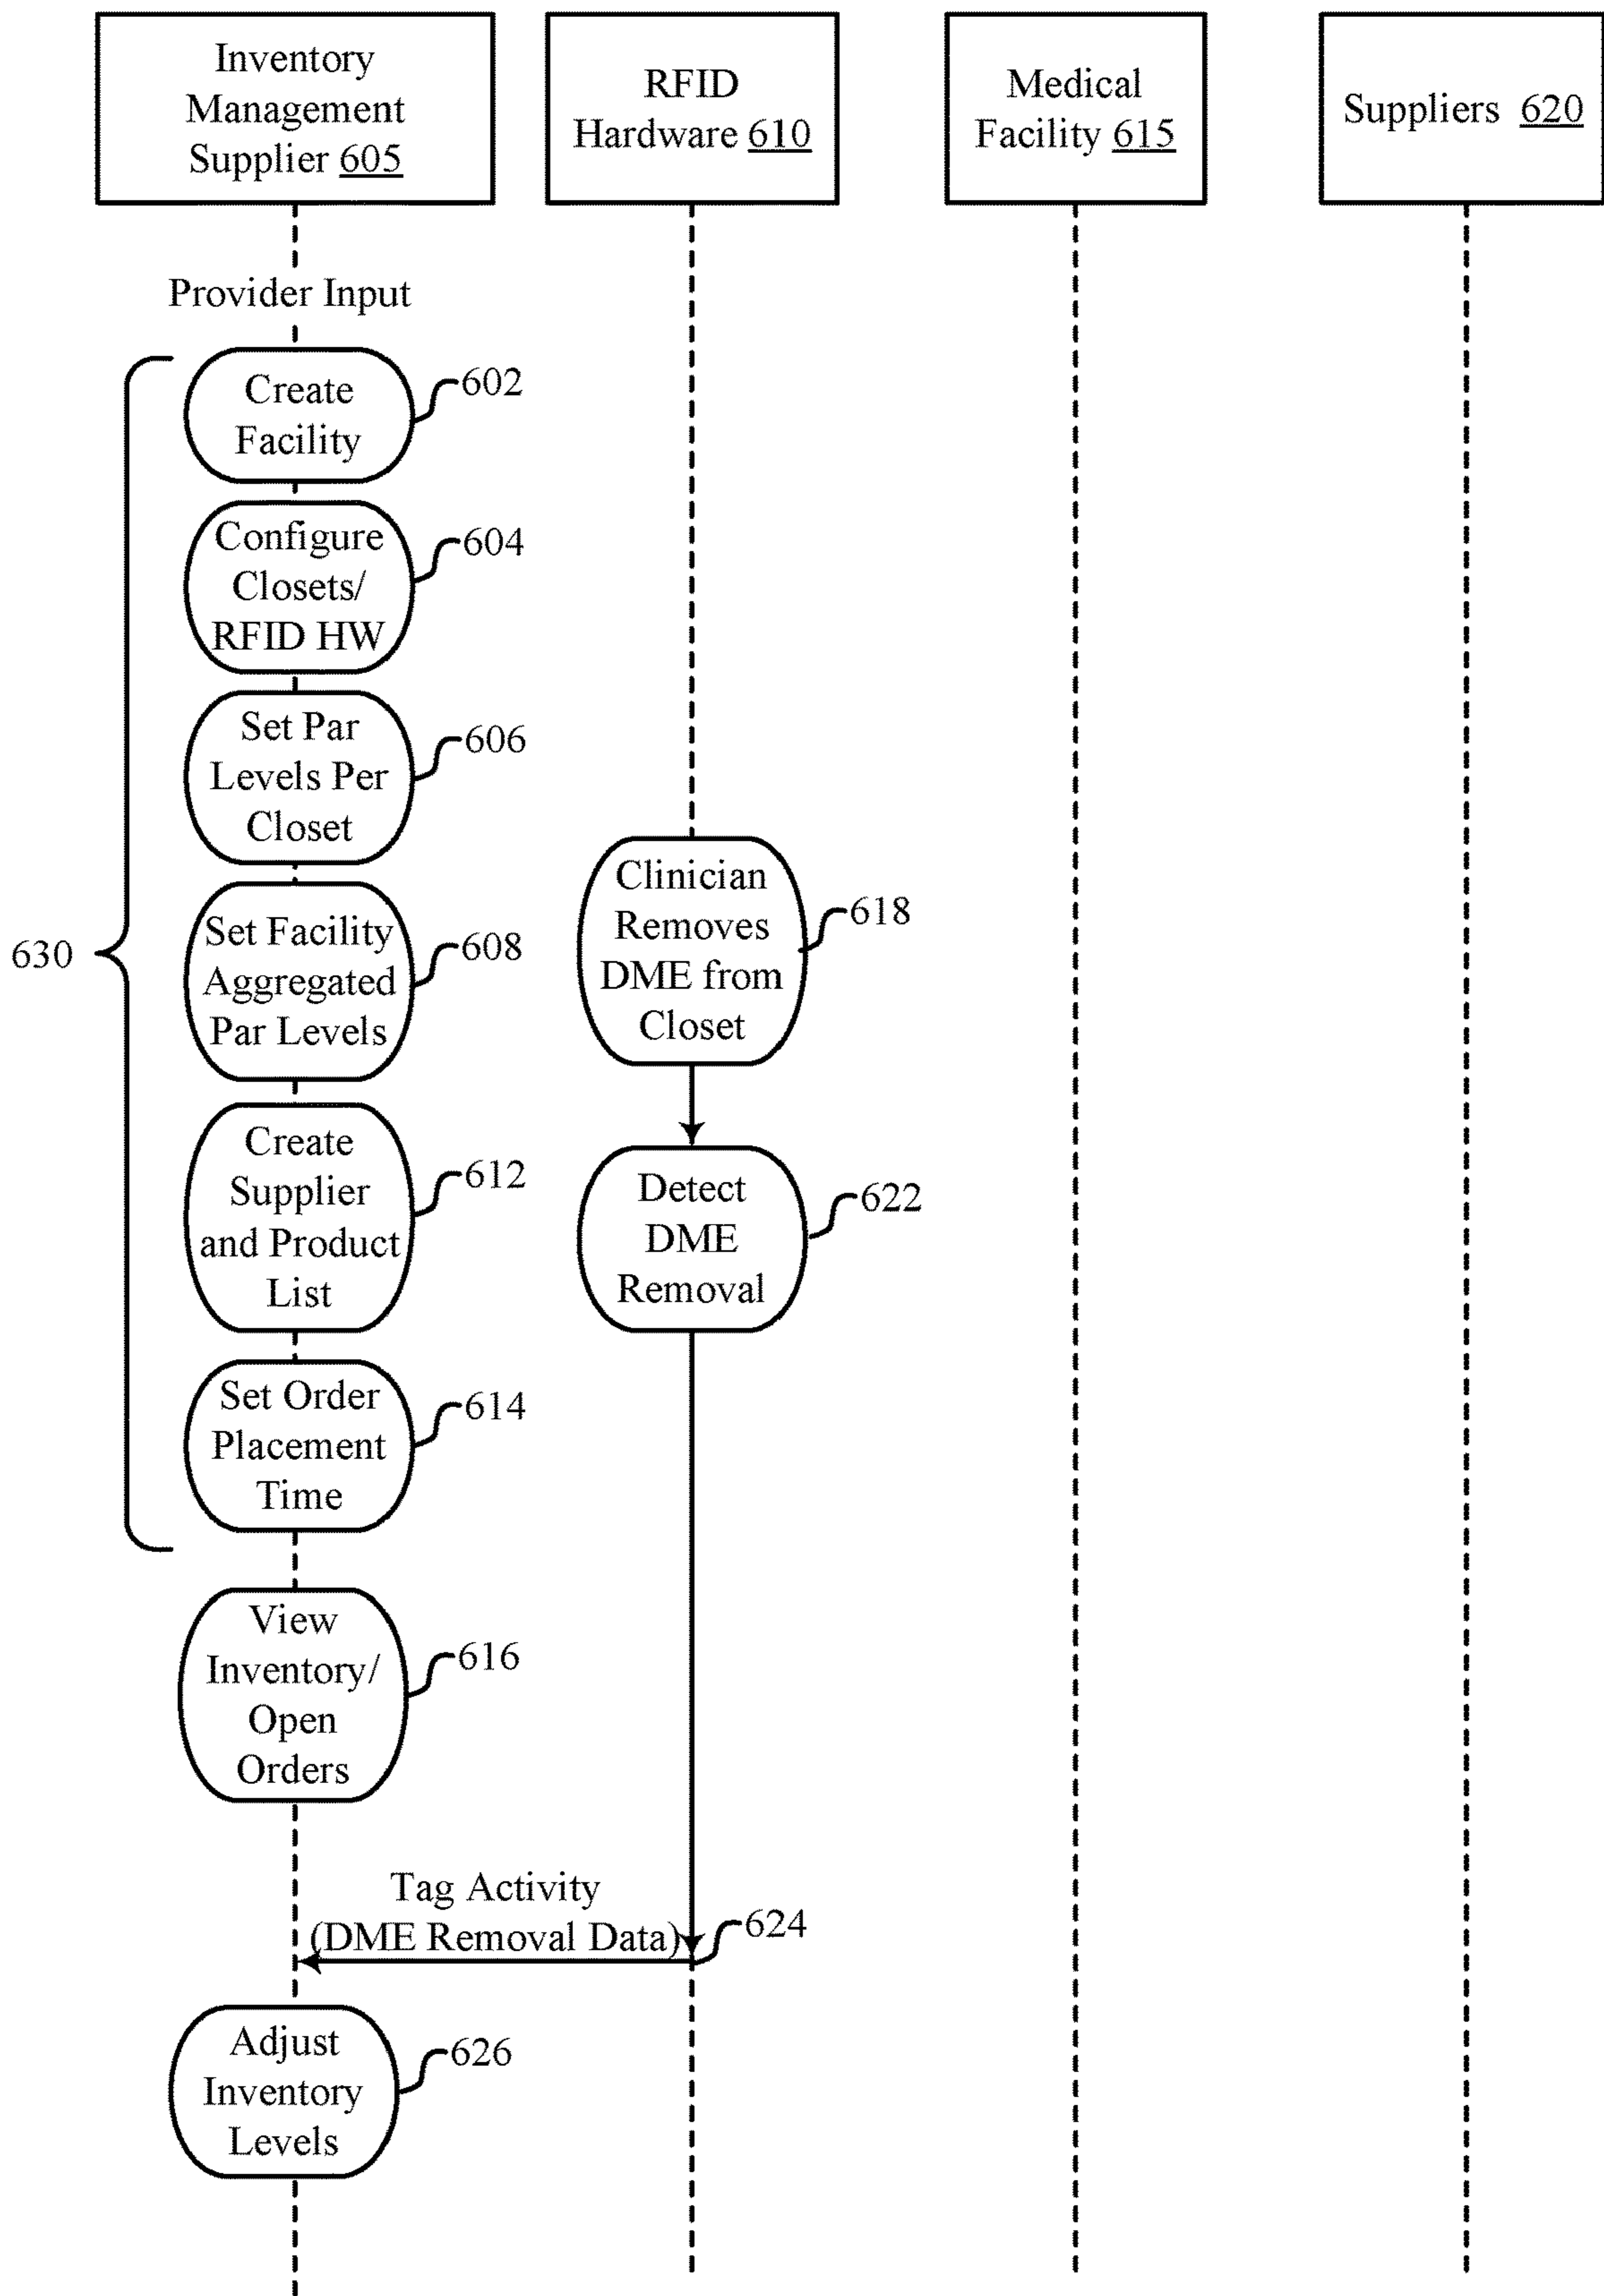 Inventory
Management
Supplier 605
RFID
Hardware 610
Medical
Facility 615
Suppliers 620
Provider Input
Create
Facility
602
Configure
Closets/
RFID HW
604
Set Par
Levels Per
Closet
606
Set Facility
Aggregated
Par Levels
608
630
Create
Supplier
and Product
List
612
Set Order
Placement
Time
614
View
Inventory/
Open
Orders
616
Clinician
Removes
DME from
Closet
618
Detect
DME
Removal
622
Tag Activity
(DME Removal Data)
624
Adjust
Inventory
Levels
626